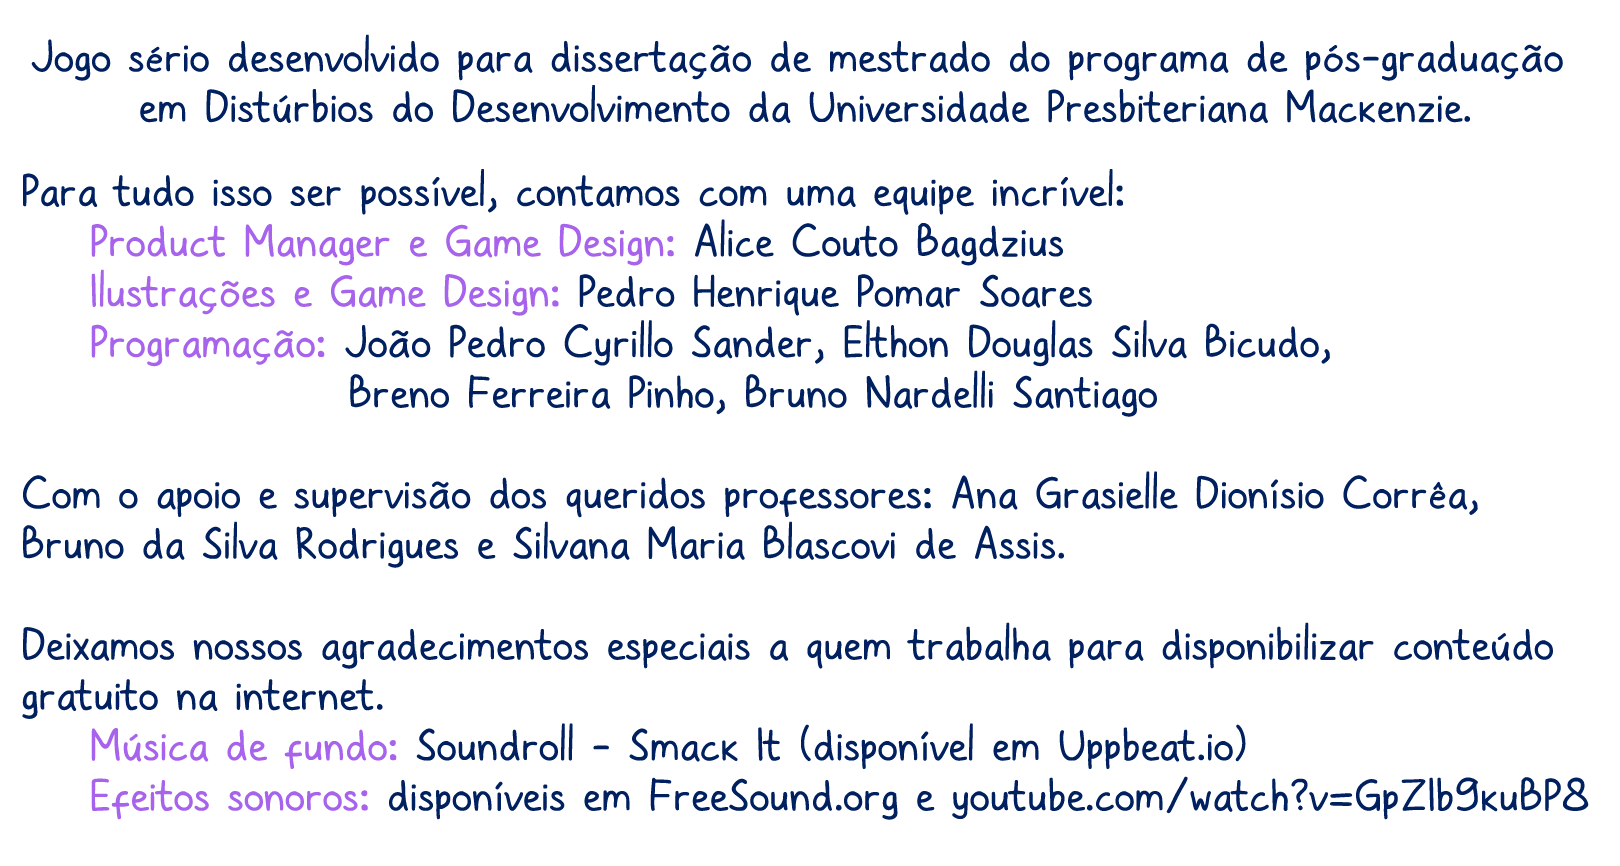 Jogo sério desenvolvido para dissertação de mestrado do programa de pós-graduação
em Distúrbios do Desenvolvimento da Universidade Presbiteriana Mackenzie.
Para tudo isso ser possível, contamos com uma equipe incrível:
Product Manager e Game Design: Alice Couto Bagdzius
Ilustrações e Game Design: Pedro Henrique Pomar Soares
Programação: João Pedro Cyrillo Sander, Elthon Douglas Silva Bicudo,
Breno Ferreira Pinho, Bruno Nardelli Santiago
Com o apoio e supervisão dos queridos professores: Ana Grasielle Dionísio Corrêa,
Bruno da Silva Rodrigues e Silvana Maria Blascovi de Assis.
Deixamos nossos agradecimentos especiais a quem trabalha para disponibilizar conteúdo
gratuito na internet.
Música de fundo: Soundroll - Smack It (disponível em Uppbeat.io)
Efeitos sonoros: disponíveis em FreeSound.org e youtube.com/watch?v=GpZlb9kuBP8